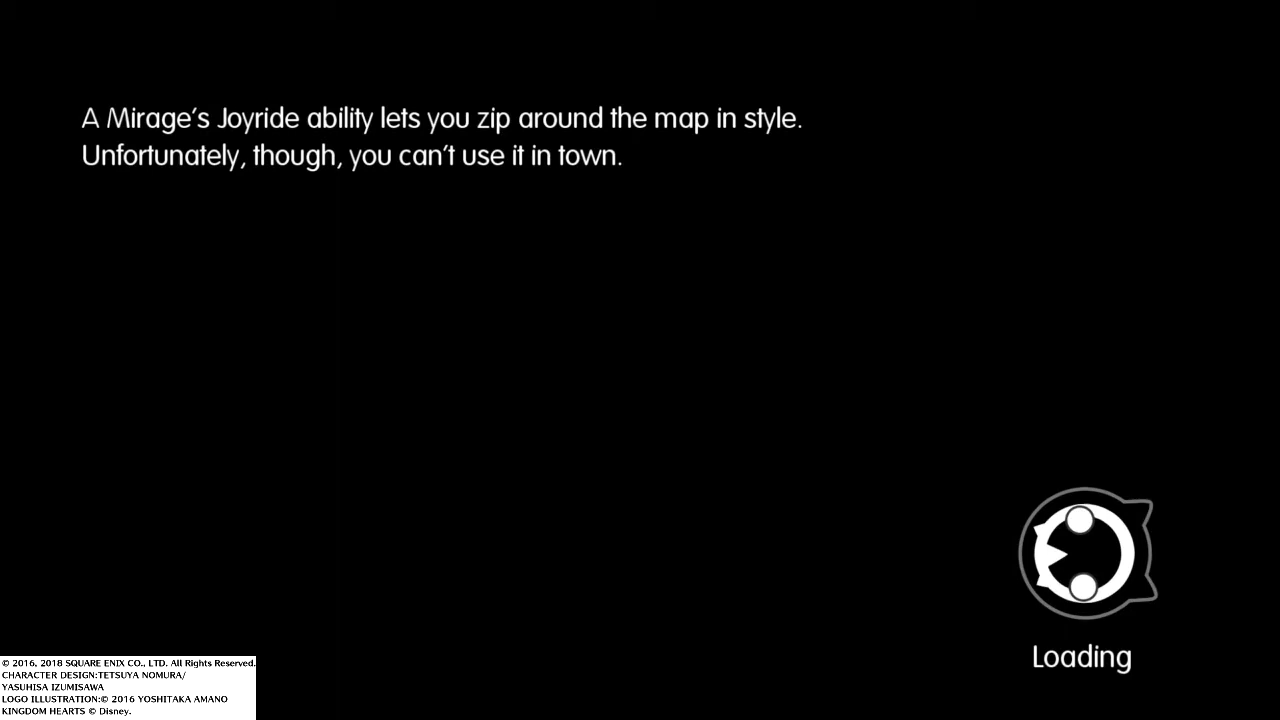 A Mirage's Joyride ability lets you zip around the map in style.
Unfortunately, though, you can't use it in town.
Loading
© 2016, 2018 SQUARE ENIX CO., LTD. All Rights Reserved.
CHARACTER DESIGN:TETSUYA NOMURA/
YASUHISA IZUMISAWA
LOGO ILLUSTRATION:© 2016 YOSHITAKA AMANO
KINGDOM HEARTS © Disney.